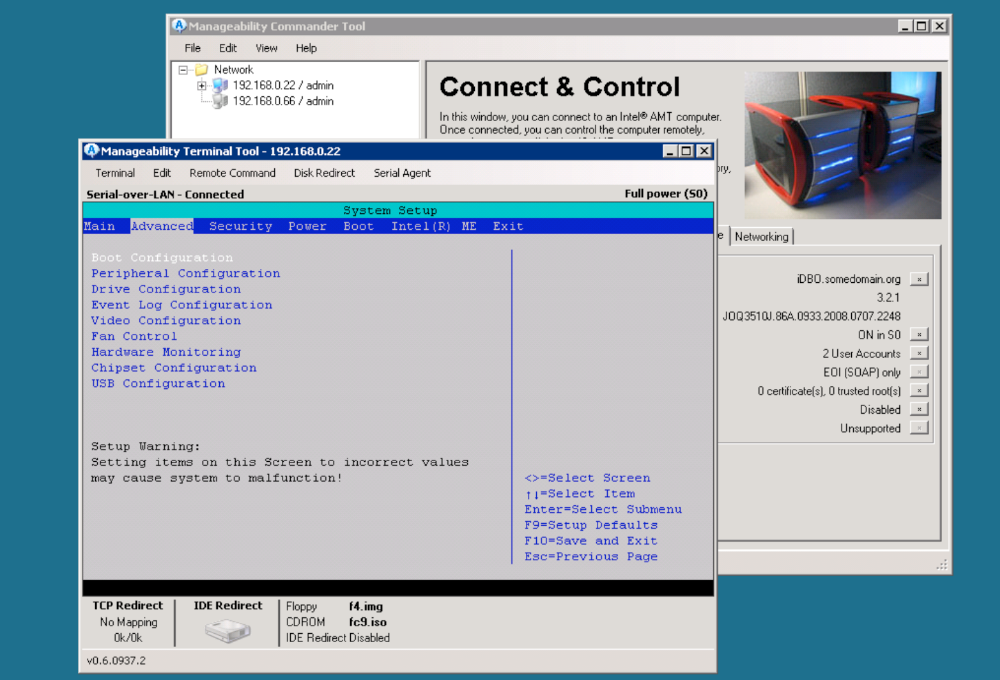 Manageability Commander Tool
File Edit View Help
Network
192.168.0.22 / admin
192.168.0.66 / admin
Connect & Control
In this window, you can connect to an Intel® AMT computer.
Once connected, you can control the computer remotely,
ory,
e Networking
iDBO.somedomain.org
3.2.1
JOQ3510J.86A.0933.2008.0707.2248
ON in S0
2 User Accounts
EOI (SOAP) only
0 certificate(s), 0 trusted root(s)
Disabled
Unsupported
Manageability Terminal Tool - 192.168.0.22
Terminal Edit Remote Command Disk Redirect Serial Agent
Serial-over-LAN - Connected Full power (S0)
System Setup
Main Advanced Security Power Boot Intel(R) ME Exit
Boot Configuration
Peripheral Configuration
Drive Configuration
Event Log Configuration
Video Configuration
Fan Control
Hardware Monitoring
Chipset Configuration
USB Configuration
Setup Warning:
Setting items on this Screen to incorrect values
may cause system to malfunction!
<>=Select Screen
↑↓=Select Item
Enter=Select Submenu
F9=Setup Defaults
F10=Save and Exit
Esc=Previous Page
TCP Redirect
No Mapping
0k/0k
IDE Redirect
Floppy f4.img
CDROM fc9.iso
IDE Redirect Disabled
v0.6.0937.2